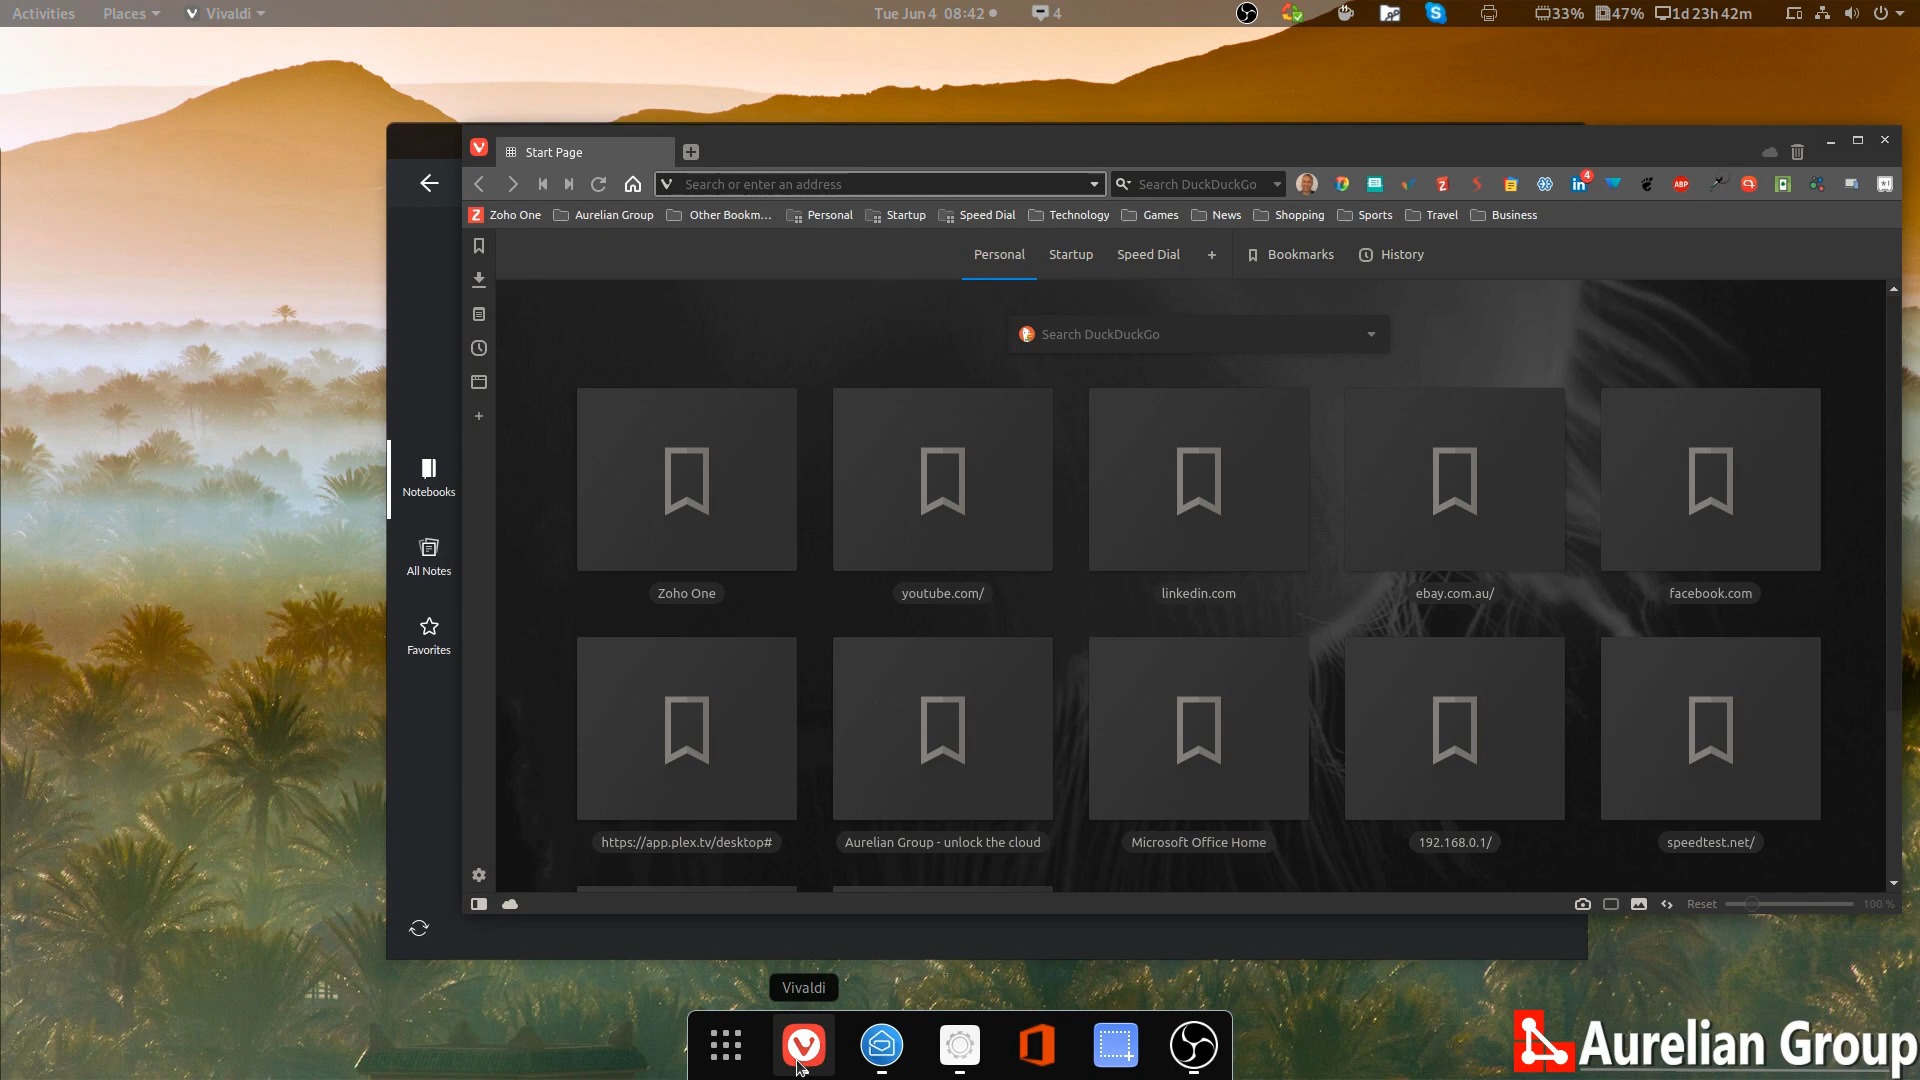 Activities Places Vivaldi Tue Jun 4 08:42 4 33% 47% 1d 23h 42m
Start Page
Search or enter an address Search DuckDuckGo 4 ABP
Zoho One Aurelian Group Other Bookm... Personal Startup Speed Dial Technology Games News Shopping Sports Travel Business
Personal Startup Speed Dial + Bookmarks History
Search DuckDuckGo
Notebooks
All Notes
Favorites
Zoho One youtube.com/ linkedin.com ebay.com.au/ facebook.com
https://app.plex.tv/desktop# Aurelian Group - unlock the cloud Microsoft Office Home 192.168.0.1/ speedtest.net/
Reset 100 %
Vivaldi
Aurelian Group